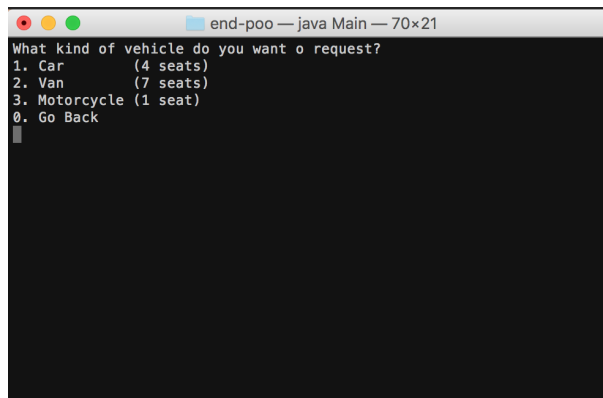 end-poo — java Main — 70×21
What kind of vehicle do you want o request?
1. Car        (4 seats)
2. Van        (7 seats)
3. Motorcycle (1 seat)
0. Go Back